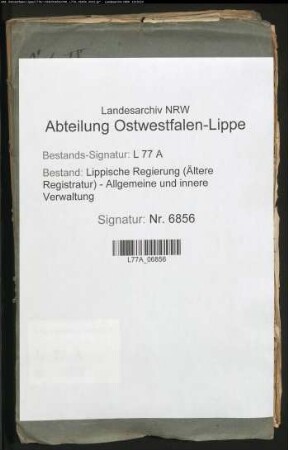 Landesarchiv NRW
Abteilung Ostwestfalen-Lippe
Bestands-Signatur: L 77 A
Bestand: Lippische Regierung (Ältere
Registratur) - Allgemeine und innere
Verwaltung
Signatur: Nr. 6856
L77A_06856